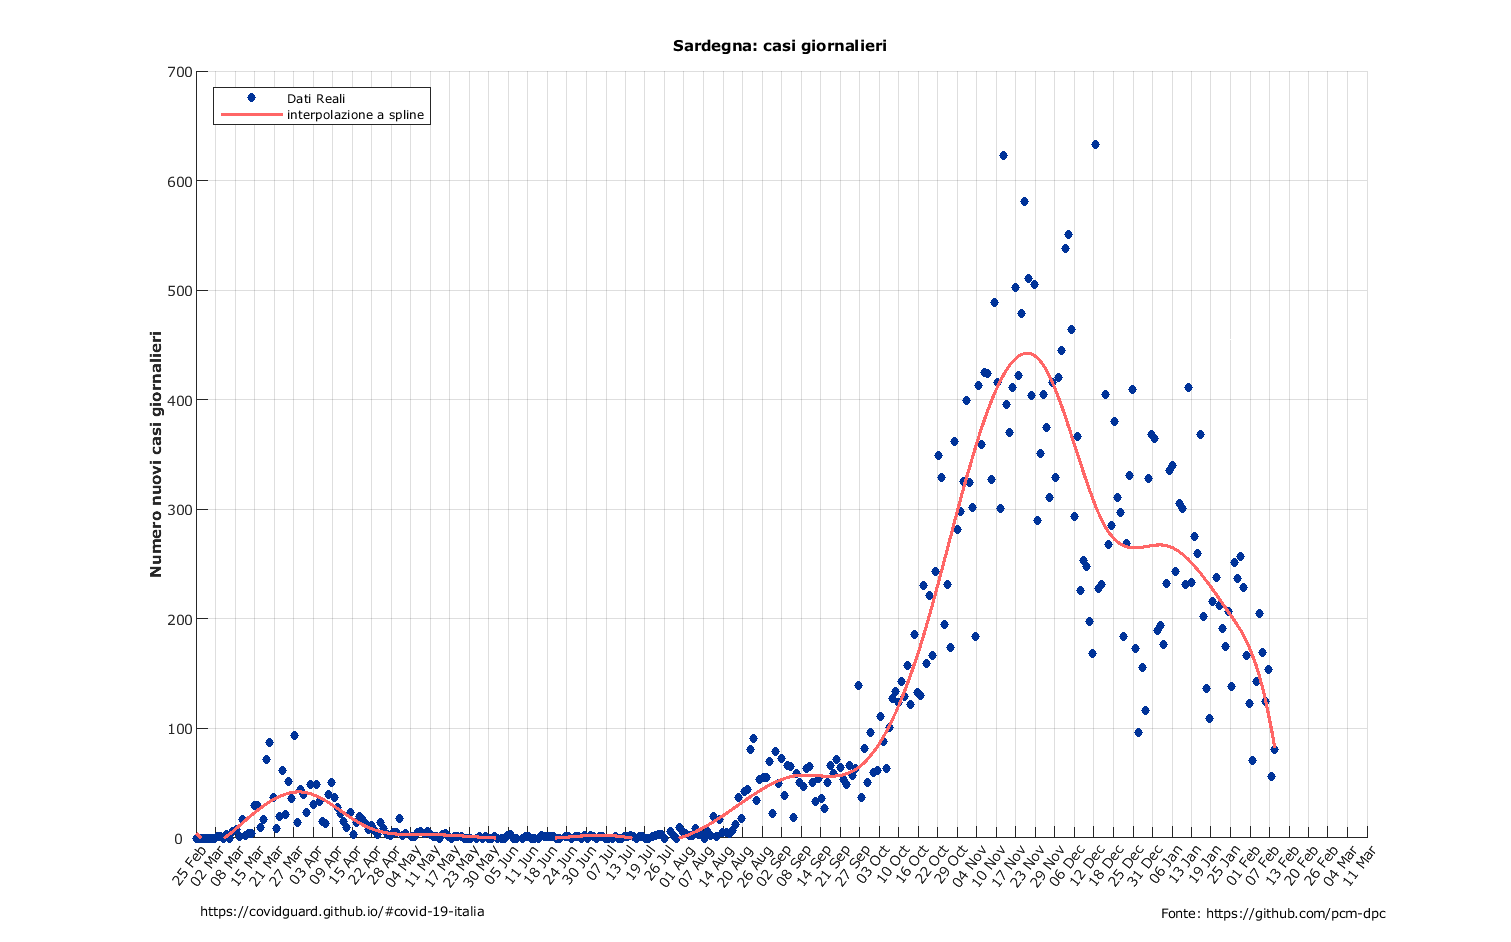 Sardegna: casi giornalieri
Dati Reali
interpolazione a spline
Numero nuovi casi giornalieri
700
600
500
400
300
200
100
0
25 Feb
02 Mar
08 Mar
15 Mar
21 Mar
27 Mar
03 Apr
09 Apr
15 Apr
22 Apr
28 Apr
04 May
11 May
17 May
23 May
30 May
05 Jun
11 Jun
18 Jun
24 Jun
30 Jun
07 Jul
13 Jul
19 Jul
26 Jul
01 Aug
07 Aug
14 Aug
20 Aug
26 Aug
02 Sep
08 Sep
14 Sep
21 Sep
27 Sep
03 Oct
10 Oct
16 Oct
22 Oct
29 Oct
04 Nov
10 Nov
17 Nov
23 Nov
29 Nov
06 Dec
12 Dec
18 Dec
25 Dec
31 Dec
06 Jan
13 Jan
19 Jan
25 Jan
01 Feb
07 Feb
13 Feb
20 Feb
26 Feb
04 Mar
11 Mar
https://covidguard.github.io/#covid-19-italia
Fonte: https://github.com/pcm-dpc